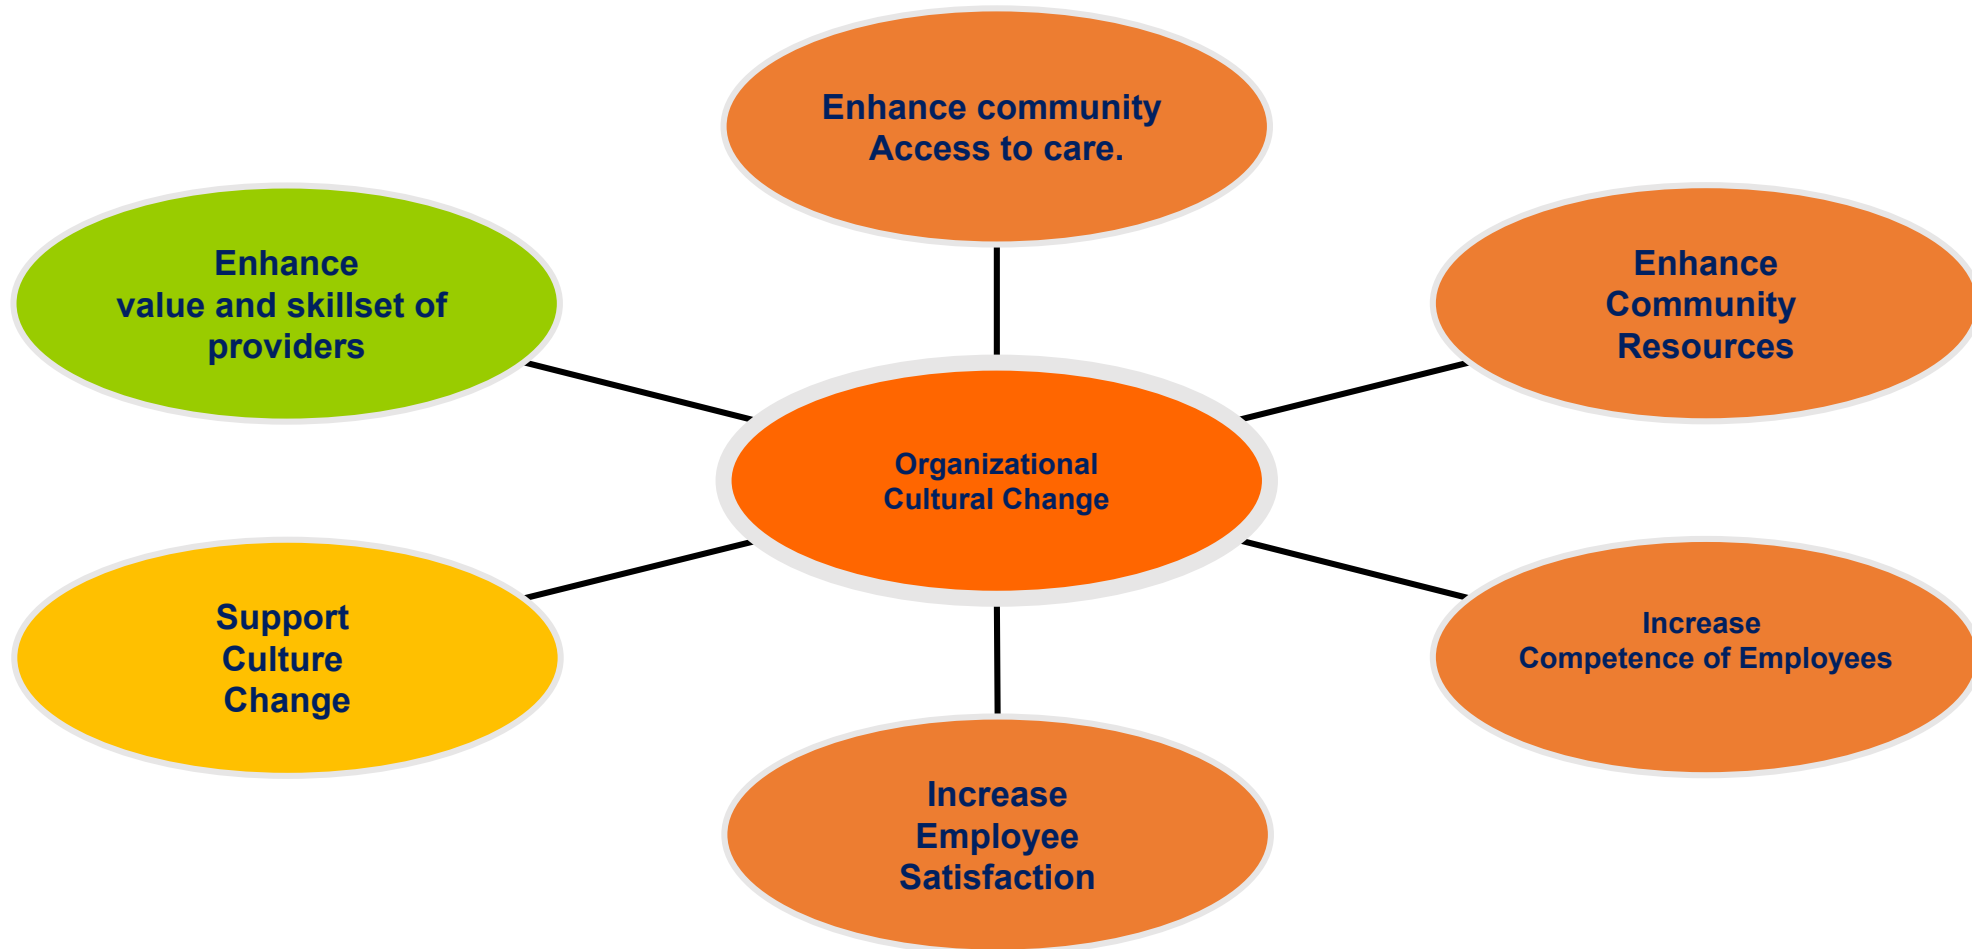 Enhance community
Access to care.
Enhance
value and skillset of
providers
Enhance
Community
Resources
Organizational
Cultural Change
Support
Culture
Change
Increase
Competence of Employees
Increase
Employee
Satisfaction